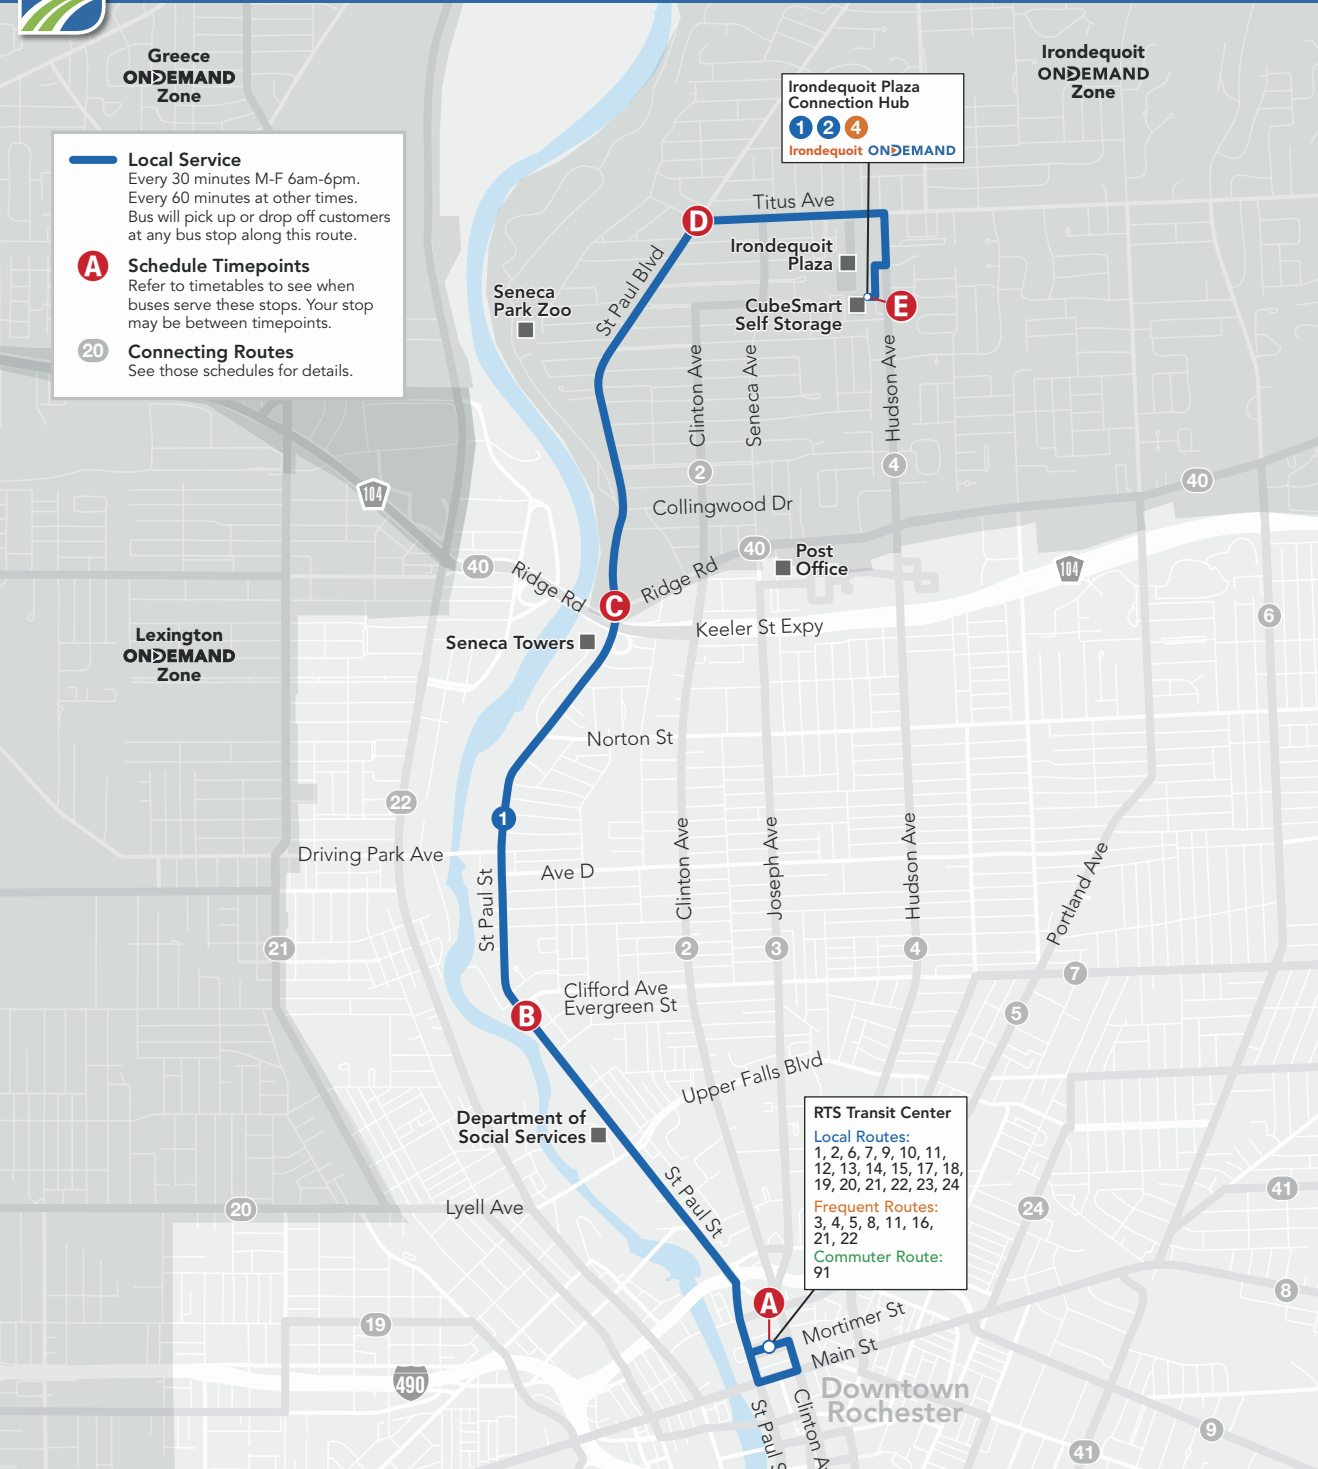 Greece
ONDEMAND
Zone
Irondequoit
ONDEMAND
Zone
Irondequoit Plaza
Connection Hub
1 2 4
Irondequoit ONDEMAND
Local Service
Every 30 minutes M-F 6am-6pm.
Every 60 minutes at other times.
Bus will pick up or drop off customers
at any bus stop along this route.
A
Schedule Timepoints
Refer to timetables to see when
buses serve these stops. Your stop
may be between timepoints.
20
Connecting Routes
See those schedules for details.
Titus Ave
D
Irondequoit
Plaza
St Paul Blvd
Seneca
Park Zoo
CubeSmart
Self Storage
E
Clinton Ave
Seneca Ave
Hudson Ave
2
4
40
104
Collingwood Dr
40
Post
Office
40
Ridge Rd
Ridge Rd
104
C
6
Keeler St Expy
Seneca Towers
Lexington
ONDEMAND
Zone
Norton St
22
1
Driving Park Ave
Ave D
St Paul St
Clinton Ave
Joseph Ave
Hudson Ave
Portland Ave
21
2
3
4
7
Clifford Ave
Evergreen St
B
5
Upper Falls Blvd
Department of
Social Services
RTS Transit Center
Local Routes:
1, 2, 6, 7, 9, 10, 11,
12, 13, 14, 15, 17, 18,
19, 20, 21, 22, 23, 24
Frequent Routes:
3, 4, 5, 8, 11, 16,
21, 22
Commuter Route:
91
St Paul St
Lyell Ave
20
24
41
8
A
19
Mortimer St
Main St
490
Downtown
Rochester
St Paul S
Clinton A
9
41